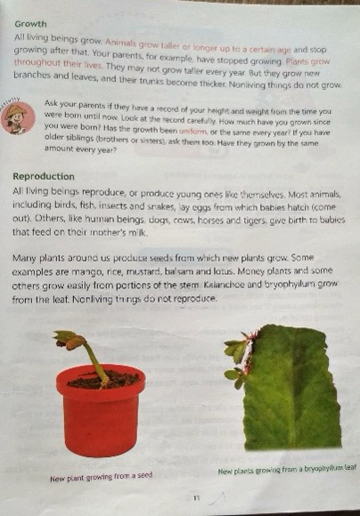 Growth
All living beings grow. Animals grow taller or longer up to a certain age and stop
growing after that. Your parents, for example, have stopped growing. Plants grow
throughout their lives. They may not grow taller every year. But they grow new
branches and leaves, and their trunks become thicker. Nonliving things do not grow.
Ask your parents if they have a record of your height and weight from the time you
were born until now. Look at the record carefully. How much have you grown since
you were born? Has the growth been uniform, or the same every year? If you have
older siblings (brothers or sisters), ask them too. Have they grown by the same
amount every year?
Reproduction
All living beings reproduce, or produce young ones like themselves. Most animals,
including birds, fish, insects and snakes, lay eggs from which babies hatch (come
out). Others, like human beings, dogs, cows, horses and tigers, give birth to babies
that feed on their mother's milk.
Many plants around us produce seeds from which new plants grow. Some
examples are mango, rice, mustard, balsam and lotus. Money plants and some
others grow easily from portions of the stem. Kalanchoe and bryophyllum grow
from the leaf. Nonliving things do not reproduce.
New plant growing from a seed
New plants growing from a bryophyllum leaf
11